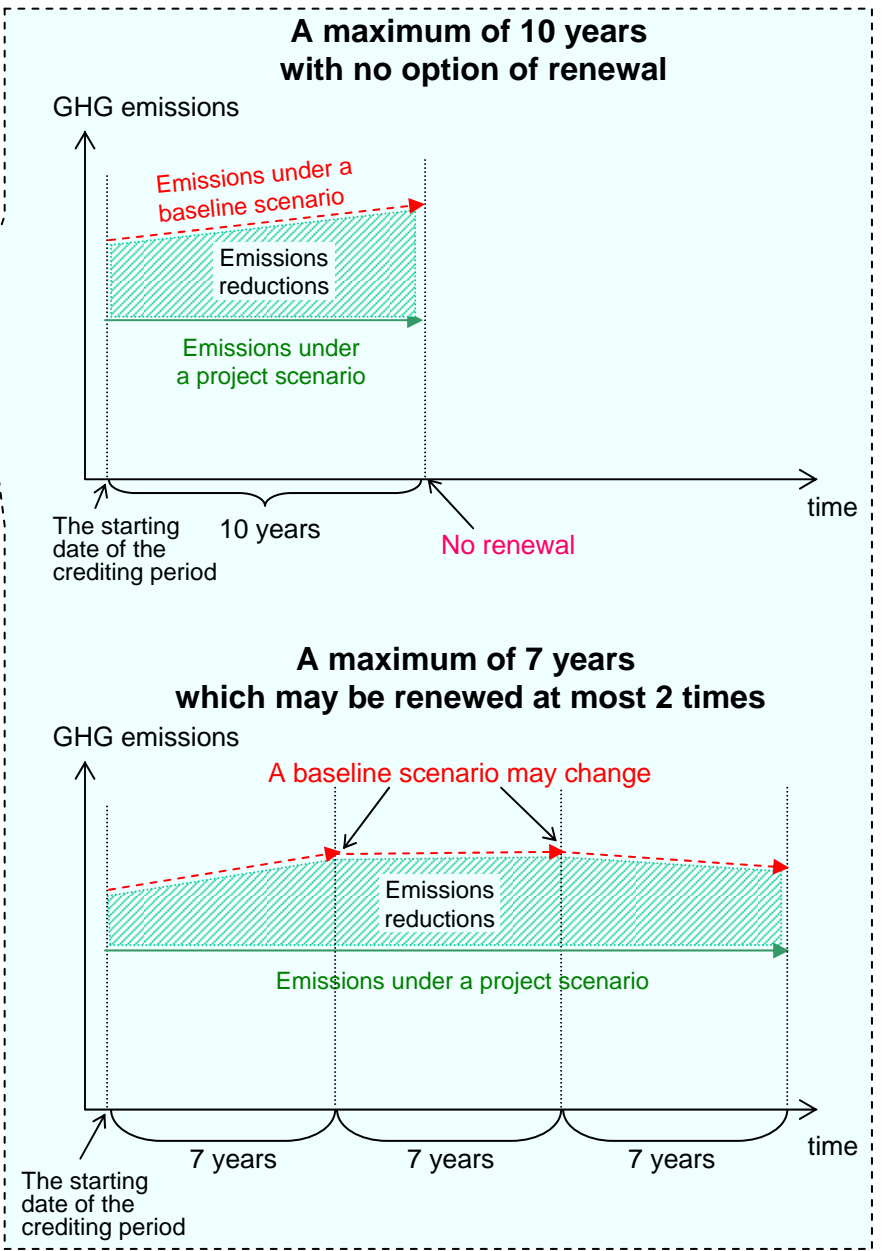 A maximum of 10 years
with no option of renewal
GHG emissions
Emissions under a
baseline scenario
Emissions
reductions
Emissions under
a project scenario
time
The starting
date of the
crediting period
10 years
No renewal
A maximum of 7 years
which may be renewed at most 2 times
GHG emissions
A baseline scenario may change
Emissions
reductions
Emissions under a project scenario
time
7 years
7 years
7 years
The starting
date of the
crediting period